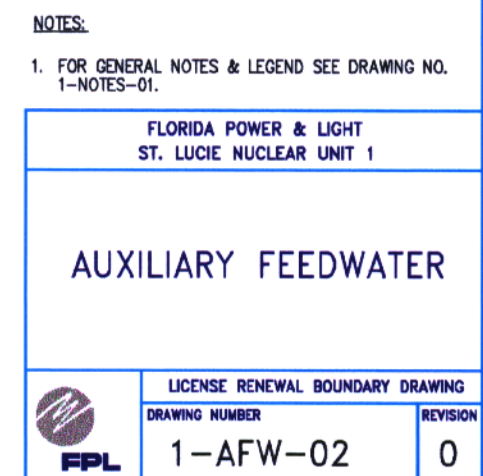 NOTES:
1. FOR GENERAL NOTES & LEGEND SEE DRAWING NO.
1-NOTES-01.
FLORIDA POWER & LIGHT
ST. LUCIE NUCLEAR UNIT 1
AUXILIARY FEEDWATER
LICENSE RENEWAL BOUNDARY DRAWING
DRAWING NUMBER
REVISION
1-AFW-02
0
FPL